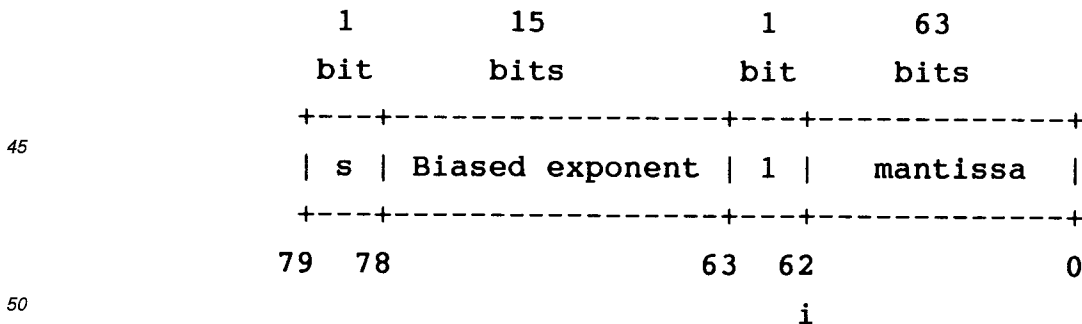 1 15 1 63
bit bits bit bits
+---+-----------------+---+-------------+
45
| s | Biased exponent | 1 | mantissa |
+---+-----------------+---+-------------+
79 78 63 62 0
50 i